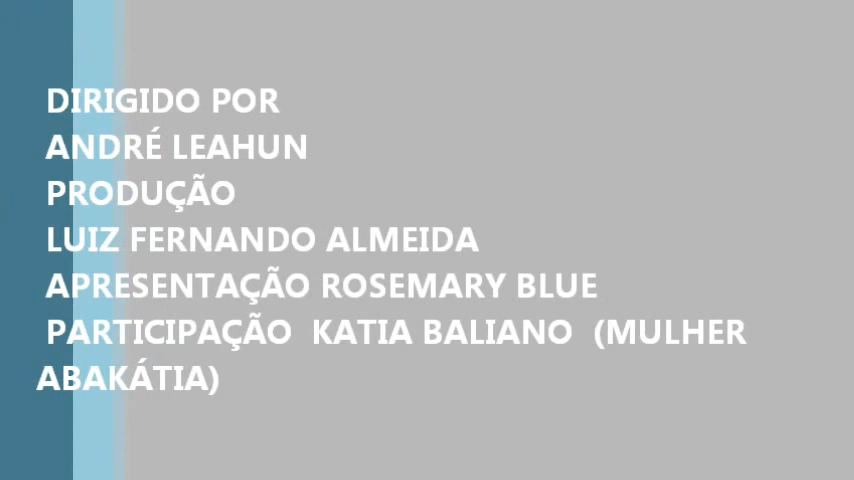 DIRIGIDO POR
ANDRÉ LEAHUN
PRODUÇÃO
LUIZ FERNANDO ALMEIDA
APRESENTAÇÃO ROSEMARY BLUE
PARTICIPAÇÃO KATIA BALIANO (MULHER
ABAKÁTIA)